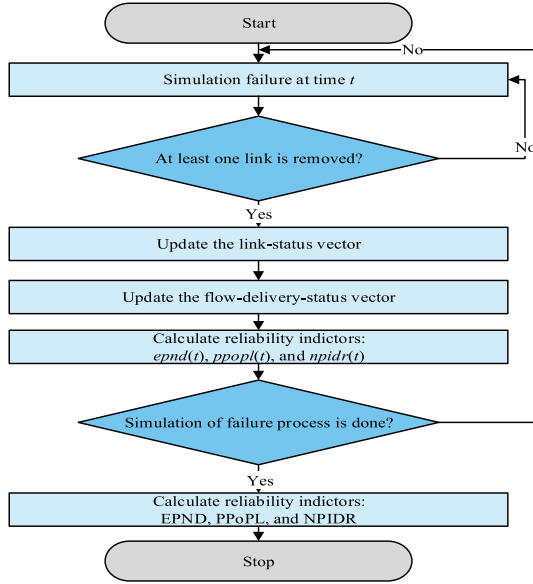 Start
No
Simulation failure at time t
At least one link is removed?
No
Yes
Update the link-status vector
Update the flow-delivery-status vector
Calculate reliability indictors:
epnd(t), ppopl(t), and npidr(t)
Simulation of failure process is done?
Yes
Calculate reliability indictors:
EPND, PPoPL, and NPIDR
Stop